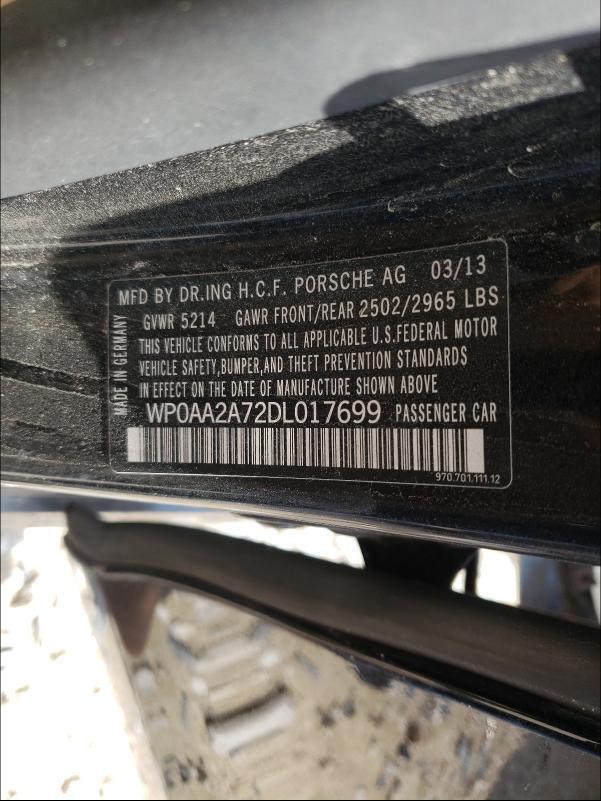 MFD BY DR.ING H.C.F. PORSCHE AG 03/13
GVWR 5214 GAWR FRONT/REAR 2502/2965 LBS
THIS VEHICLE CONFORMS TO ALL APPLICABLE U.S.FEDERAL MOTOR
VEHICLE SAFETY,BUMPER,AND THEFT PREVENTION STANDARDS
IN EFFECT ON THE DATE OF MANUFACTURE SHOWN ABOVE
WP0AA2A72DL017699 PASSENGER CAR
970.701.111.12
MADE IN GERMANY